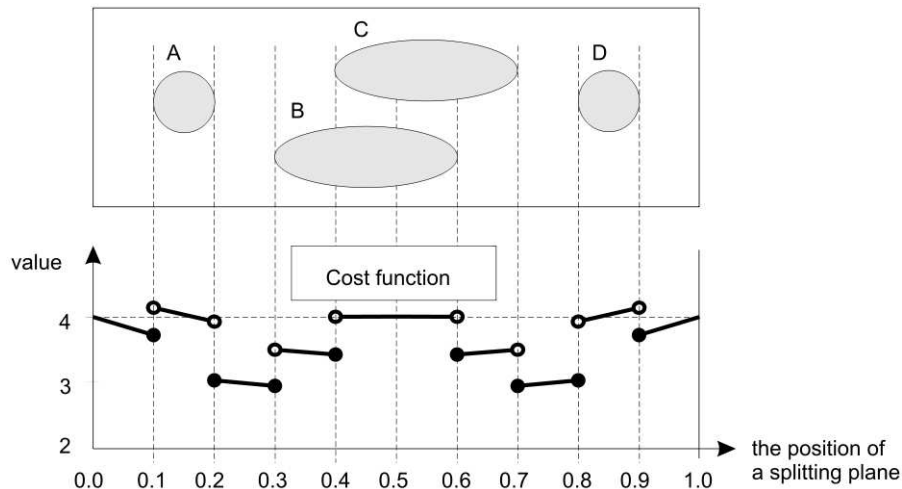 C
A
D
B
value
Cost function
4
3
2
0.0 0.1 0.2 0.3 0.4 0.5 0.6 0.7 0.8 0.9 1.0
the position of
a splitting plane